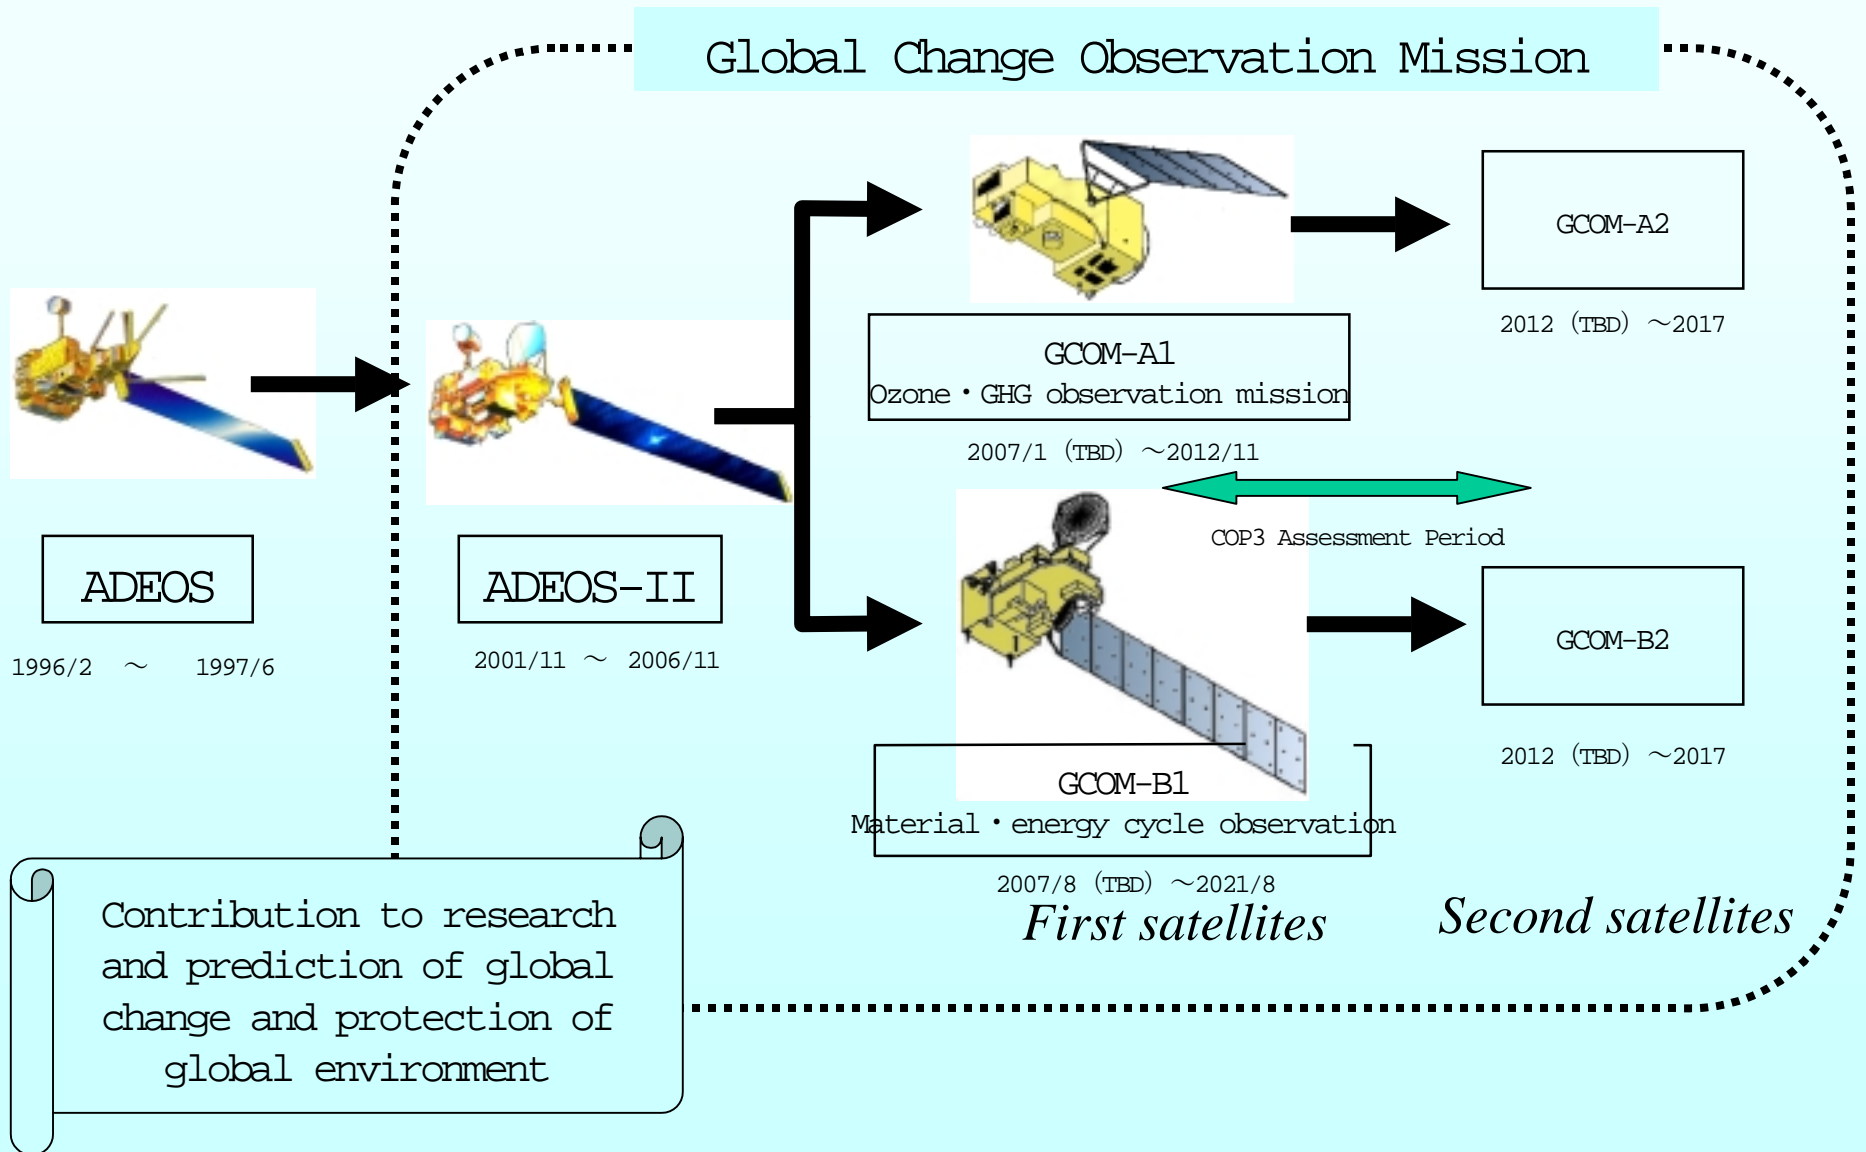 Global Change Observation Mission
GCOM-A2
2012 (TBD) ～2017
GCOM-A1
Ozone・GHG observation mission
2007/1 (TBD) ～2012/11
COP3 Assessment Period
ADEOS
1996/2 ～ 1997/6
ADEOS-II
2001/11 ～ 2006/11
GCOM-B2
2012 (TBD) ～2017
GCOM-B1
Material・energy cycle observation
2007/8 (TBD) ～2021/8
First satellites
Second satellites
Contribution to research
and prediction of global
change and protection of
global environment